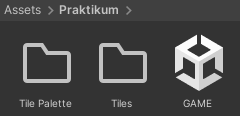 Assets > Praktikum >
Tile Palette Tiles GAME